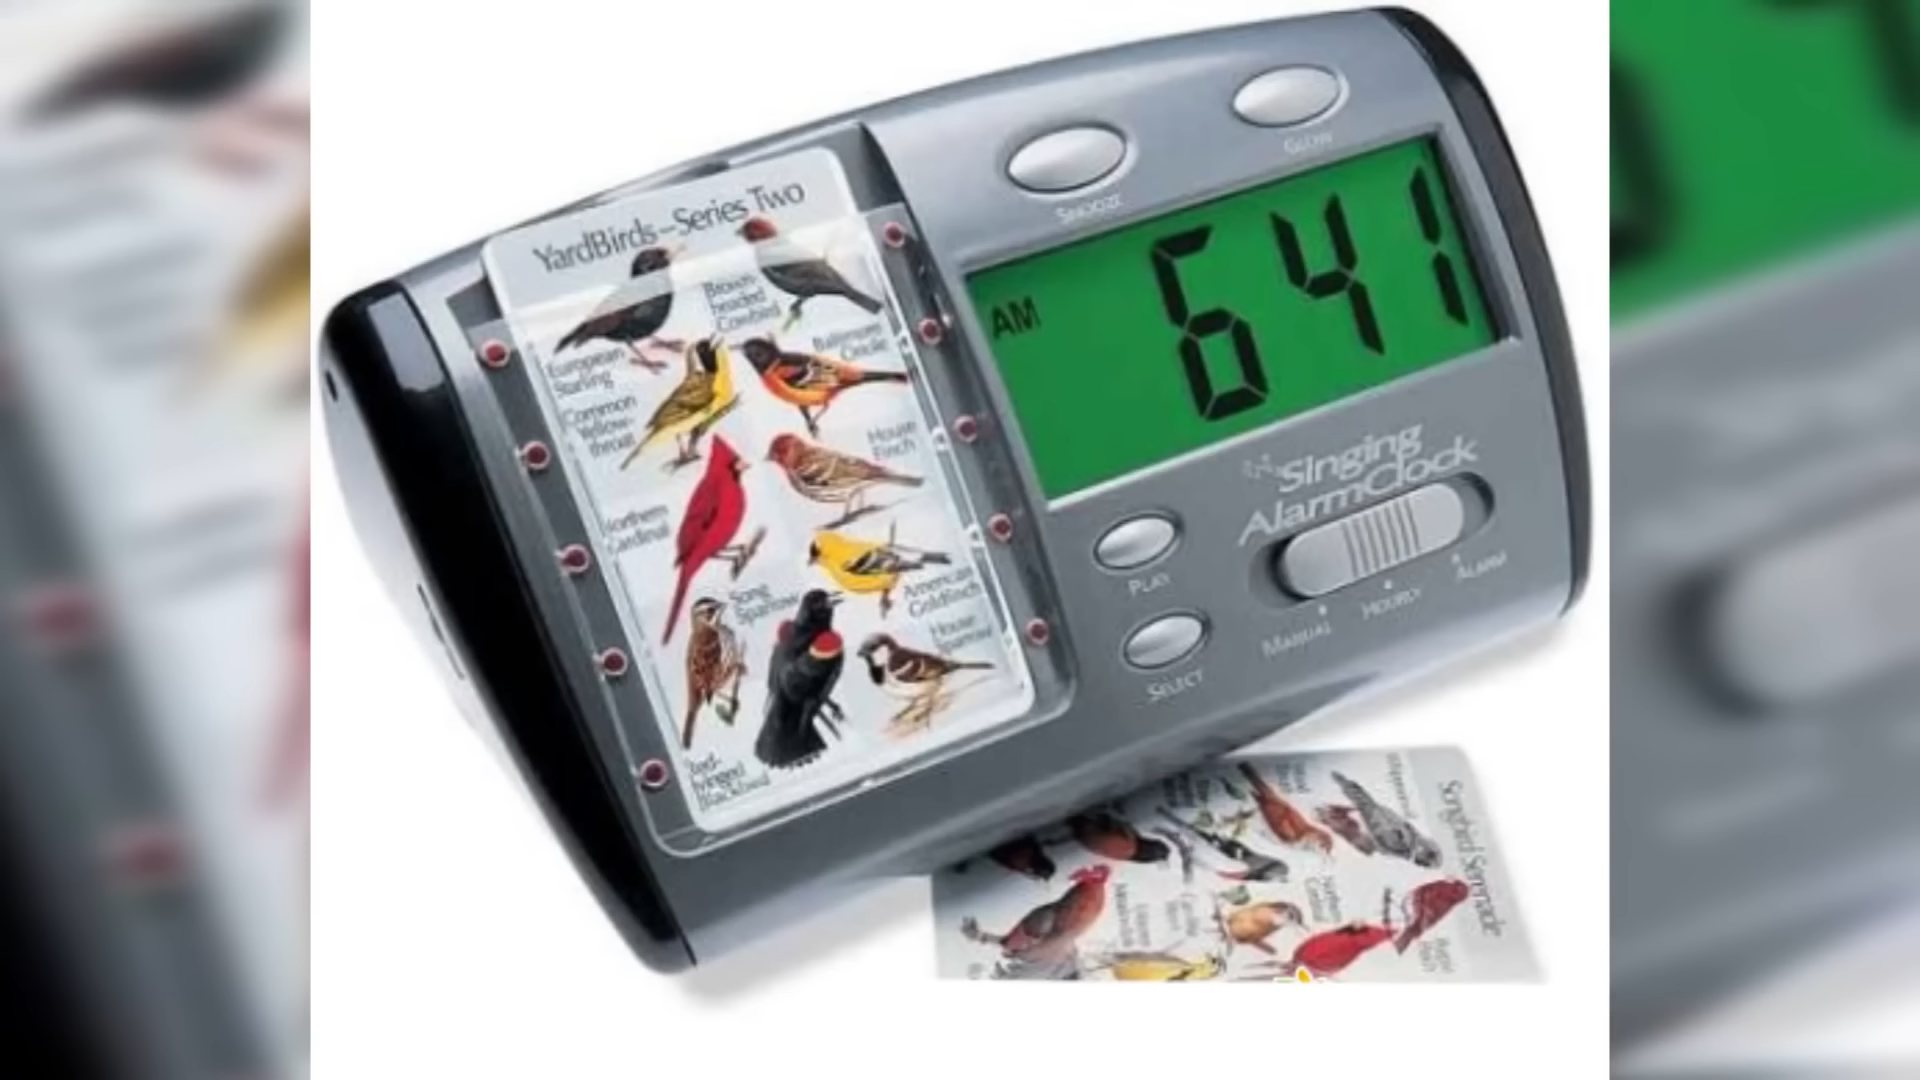 YardBirds–Series Two
Brown-
headed
Cowbird
European
Starling
Baltimore
Oriole
Common
Yellow-
throat
House
Finch
Northern
Cardinal
Song
Sparrow
American
Goldfinch
House
Sparrow
Red-
winged
Blackbird
SNOOZE
GLOW
AM
641
Singing
AlarmClock
PLAY
SELECT
MANUAL
HOURLY
ALARM
Songbird Serenade